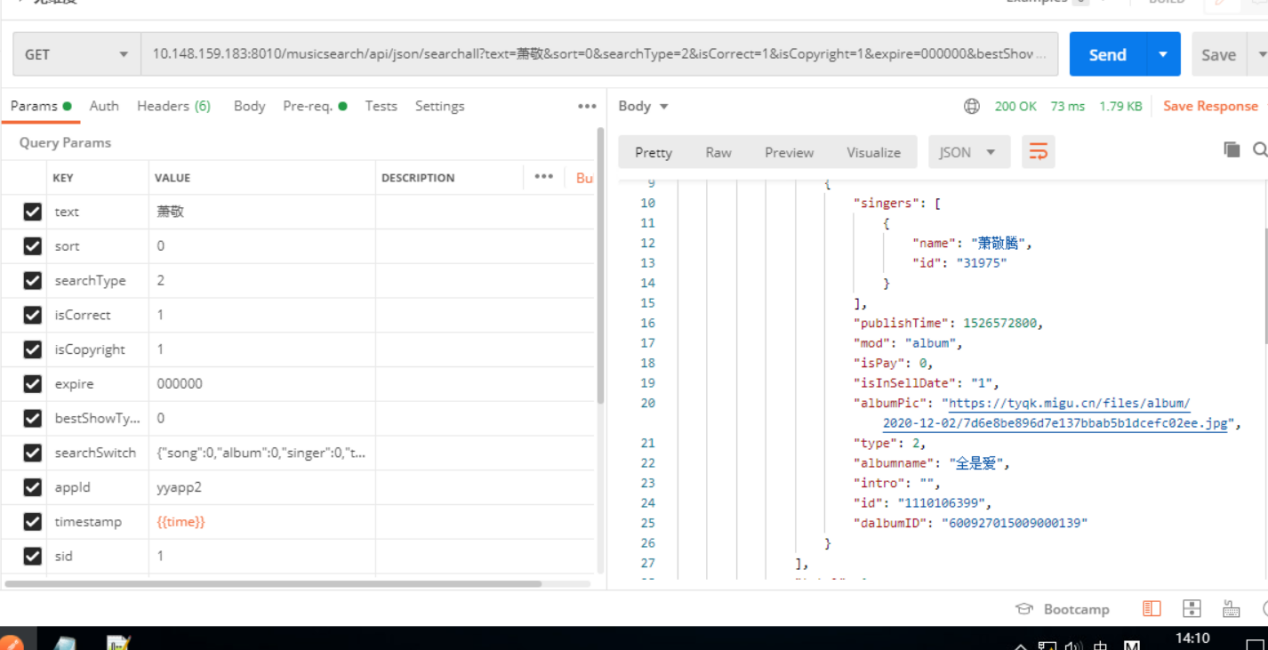 Examples
BUILD
GET
10.148.159.183:8010/musicsearch/api/json/searchall?text=萧敬&sort=0&searchType=2&isCorrect=1&isCopyright=1&expire=000000&bestShow...
Send
Save
Params
Auth
Headers (6)
Body
Pre-req.
Tests
Settings
Body
200 OK
73 ms
1.79 KB
Save Response
Query Params
Pretty
Raw
Preview
Visualize
JSON
KEY
VALUE
DESCRIPTION
Bu
text
萧敬
sort
0
searchType
2
isCorrect
1
isCopyright
1
expire
000000
bestShowTy...
0
searchSwitch
{"song":0,"album":0,"singer":0,"t...
appId
yyapp2
timestamp
{{time}}
sid
1
9 {
10 "singers": [
11 {
12 "name": "萧敬腾",
13 "id": "31975"
14 }
15 ],
16 "publishTime": 1526572800,
17 "mod": "album",
18 "isPay": 0,
19 "isInSellDate": "1",
20 "albumPic": "https://tyqk.migu.cn/files/album/
2020-12-02/7d6e8be896d7e137bbab5b1dcefc02ee.jpg",
21 "type": 2,
22 "albumname": "全是爱",
23 "intro": "",
24 "id": "1110106399",
25 "dalbumID": "600927015009000139"
26 }
27 ],
Bootcamp
中
M
14:10